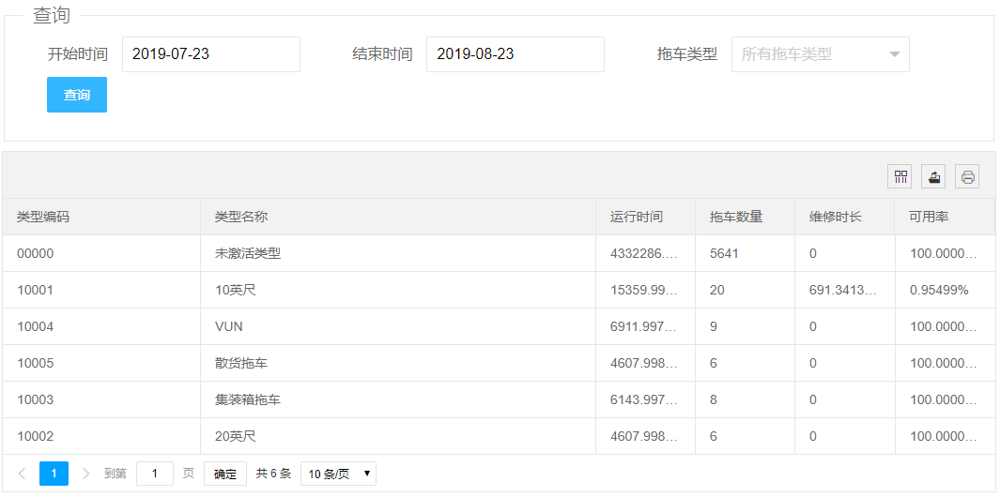 查询
开始时间 2019-07-23 结束时间 2019-08-23 拖车类型 所有拖车类型
查询
类型编码 类型名称 运行时间 拖车数量 维修时长 可用率
00000 未激活类型 4332286.... 5641 0 100.0000...
10001 10英尺 15359.99... 20 691.3413... 0.95499%
10004 VUN 6911.997... 9 0 100.0000...
10005 散货拖车 4607.998... 6 0 100.0000...
10003 集装箱拖车 6143.997... 8 0 100.0000...
10002 20英尺 4607.998... 6 0 100.0000...
1 到第 1 页 确定 共 6 条 10 条/页